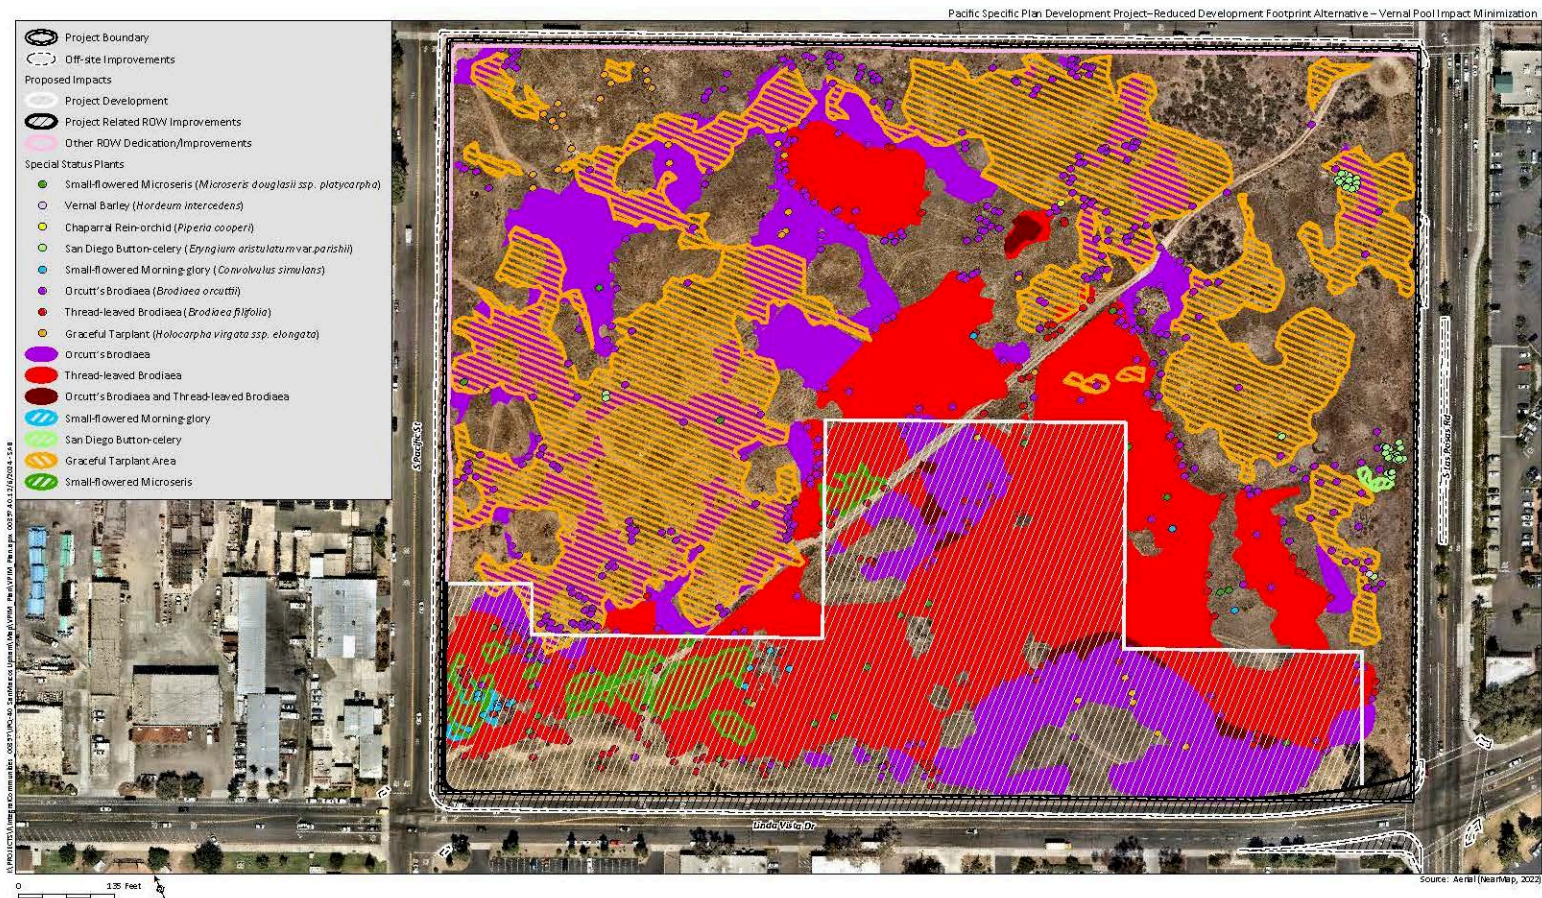 Pacific Specific Plan Development Project–Reduced Development Footprint Alternative – Vernal Pool Impact Minimization
Project Boundary
Off-site Improvements
Proposed Impacts
Project Development
Project Related ROW Improvements
Other ROW Dedication/Improvements
Special Status Plants
Small-flowered Microseris (Microseris douglasii ssp. platycarpha)
Vernal Barley (Hordeum intercedens)
Chaparral Rein-orchid (Piperia cooperi)
San Diego Button-celery (Eryngium aristulatum var. parishii)
Small-flowered Morning-glory (Convolvulus simulans)
Orcutt's Brodiaea (Brodiaea orcuttii)
Thread-leaved Brodiaea (Brodiaea filifolia)
Graceful Tarplant (Holocarpha virgata ssp. elongata)
Orcutt's Brodiaea
Thread-leaved Brodiaea
Orcutt's Brodiaea and Thread-leaved Brodiaea
Small-flowered Morning-glory
San Diego Button-celery
Graceful Tarplant Area
Small-flowered Microseris
S Pacific St
S Las Posas Rd
Linda Vista Dr
0 135 Feet
Source: Aerial (NearMap, 2022)